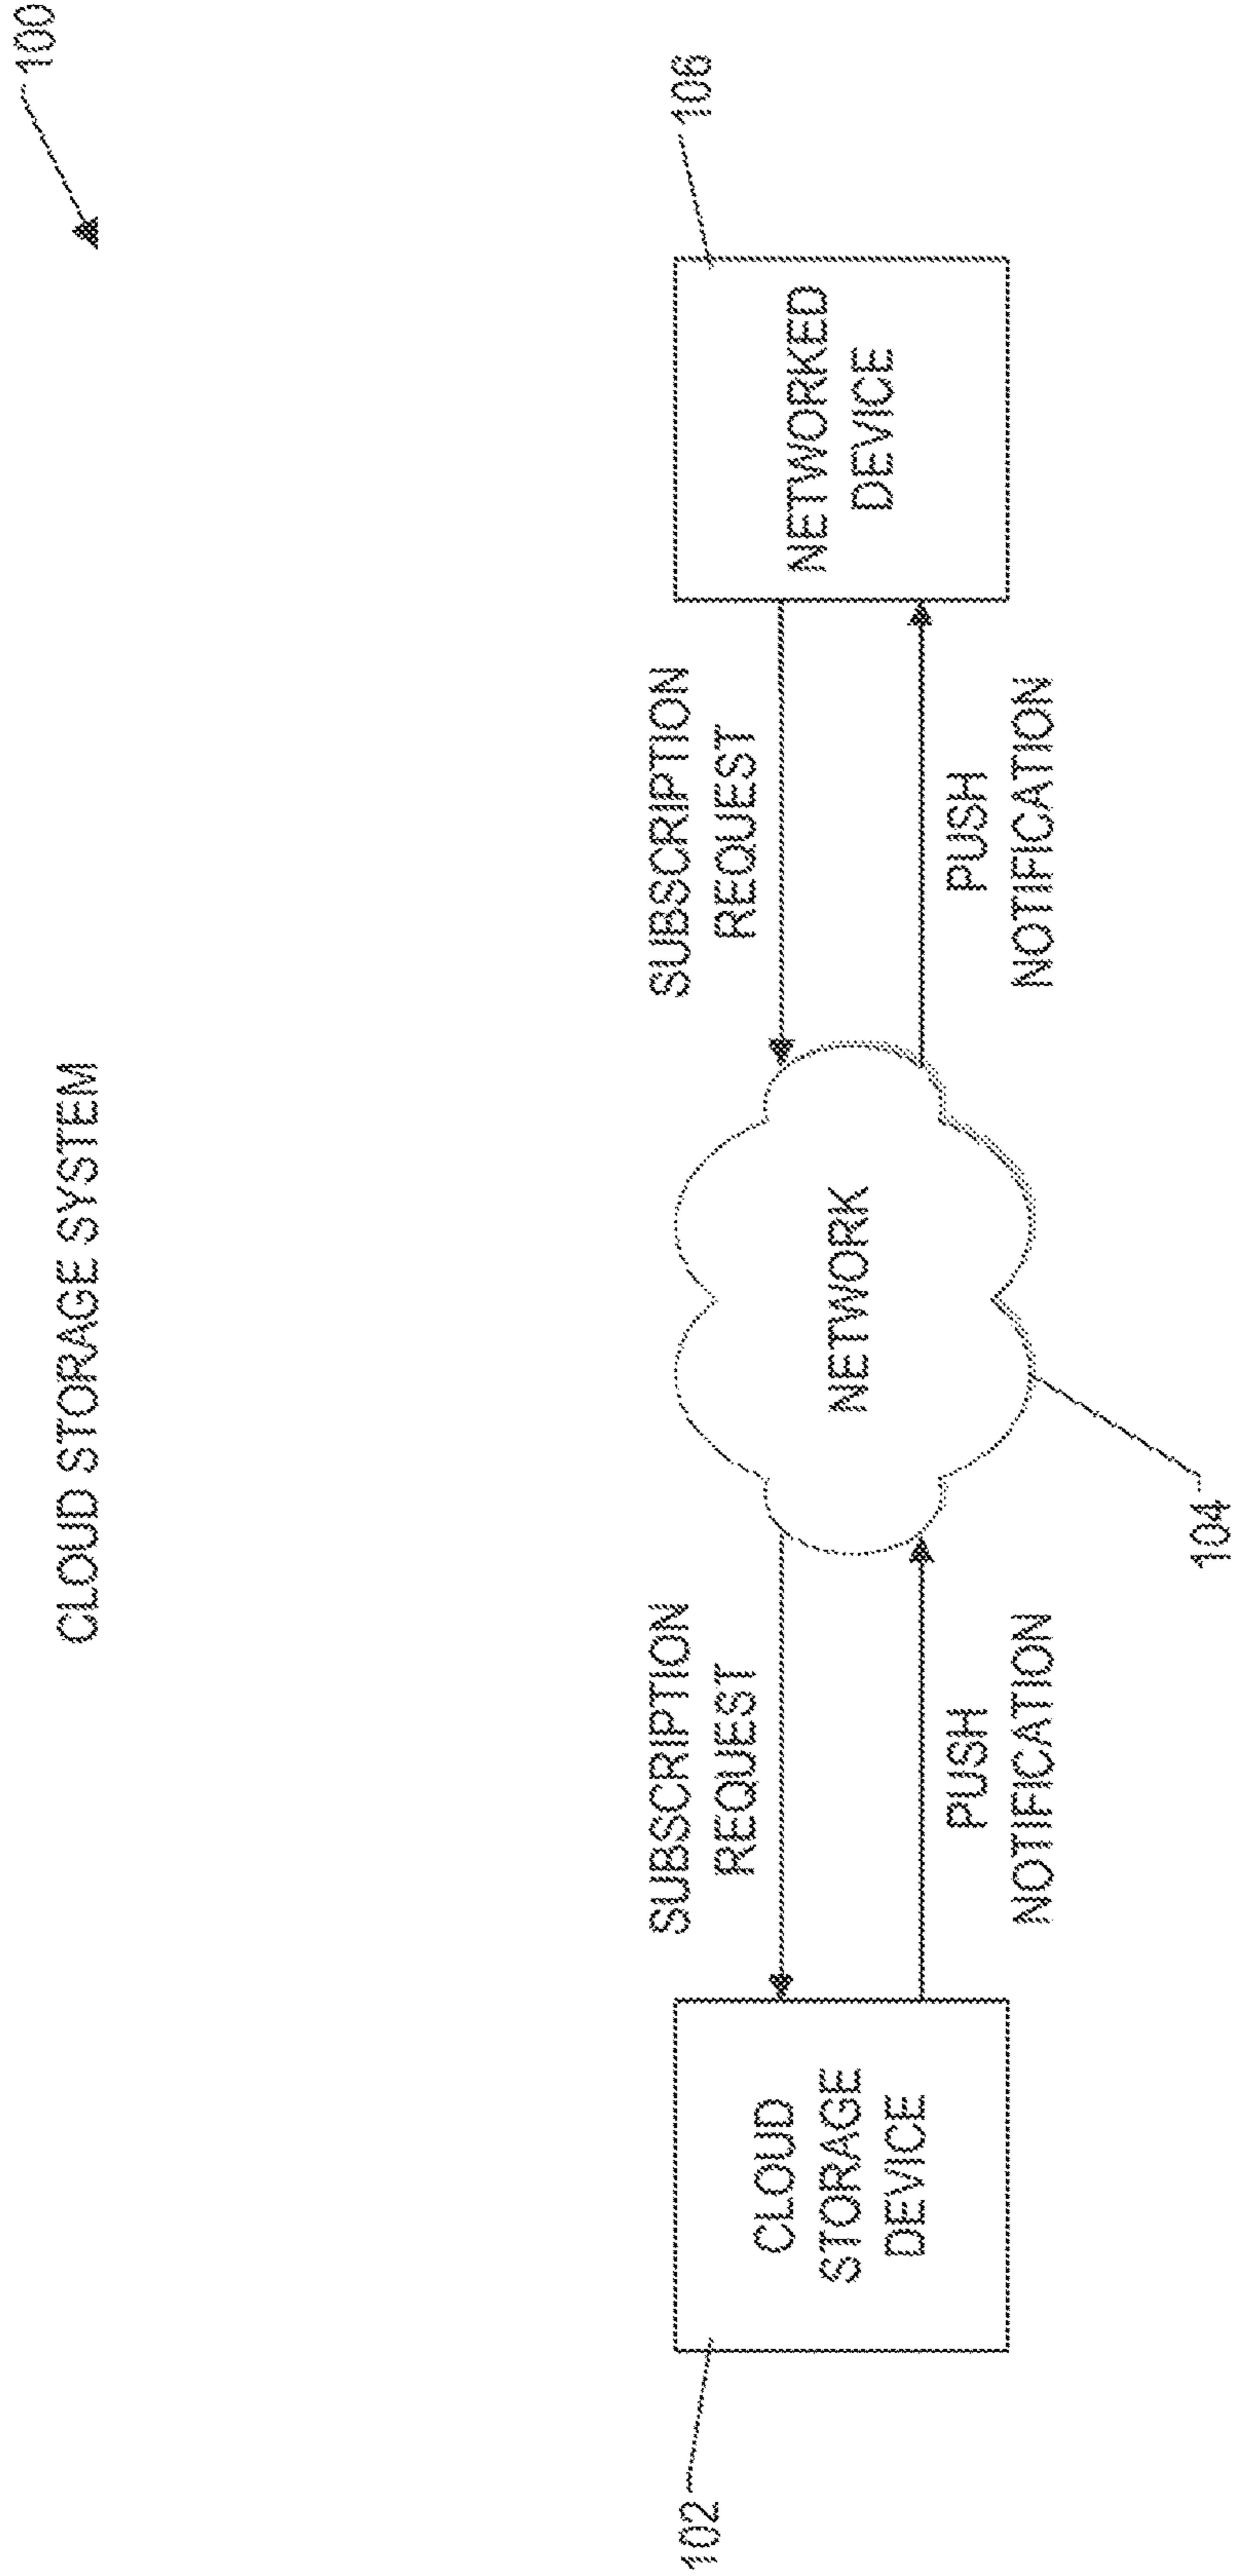 CLOUD STORAGE SYSTEM
100
SUBSCRIPTION
REQUEST
SUBSCRIPTION
REQUEST
102
CLOUD
STORAGE
DEVICE
NETWORK
NETWORKED
DEVICE
106
PUSH
NOTIFICATION
PUSH
NOTIFICATION
104